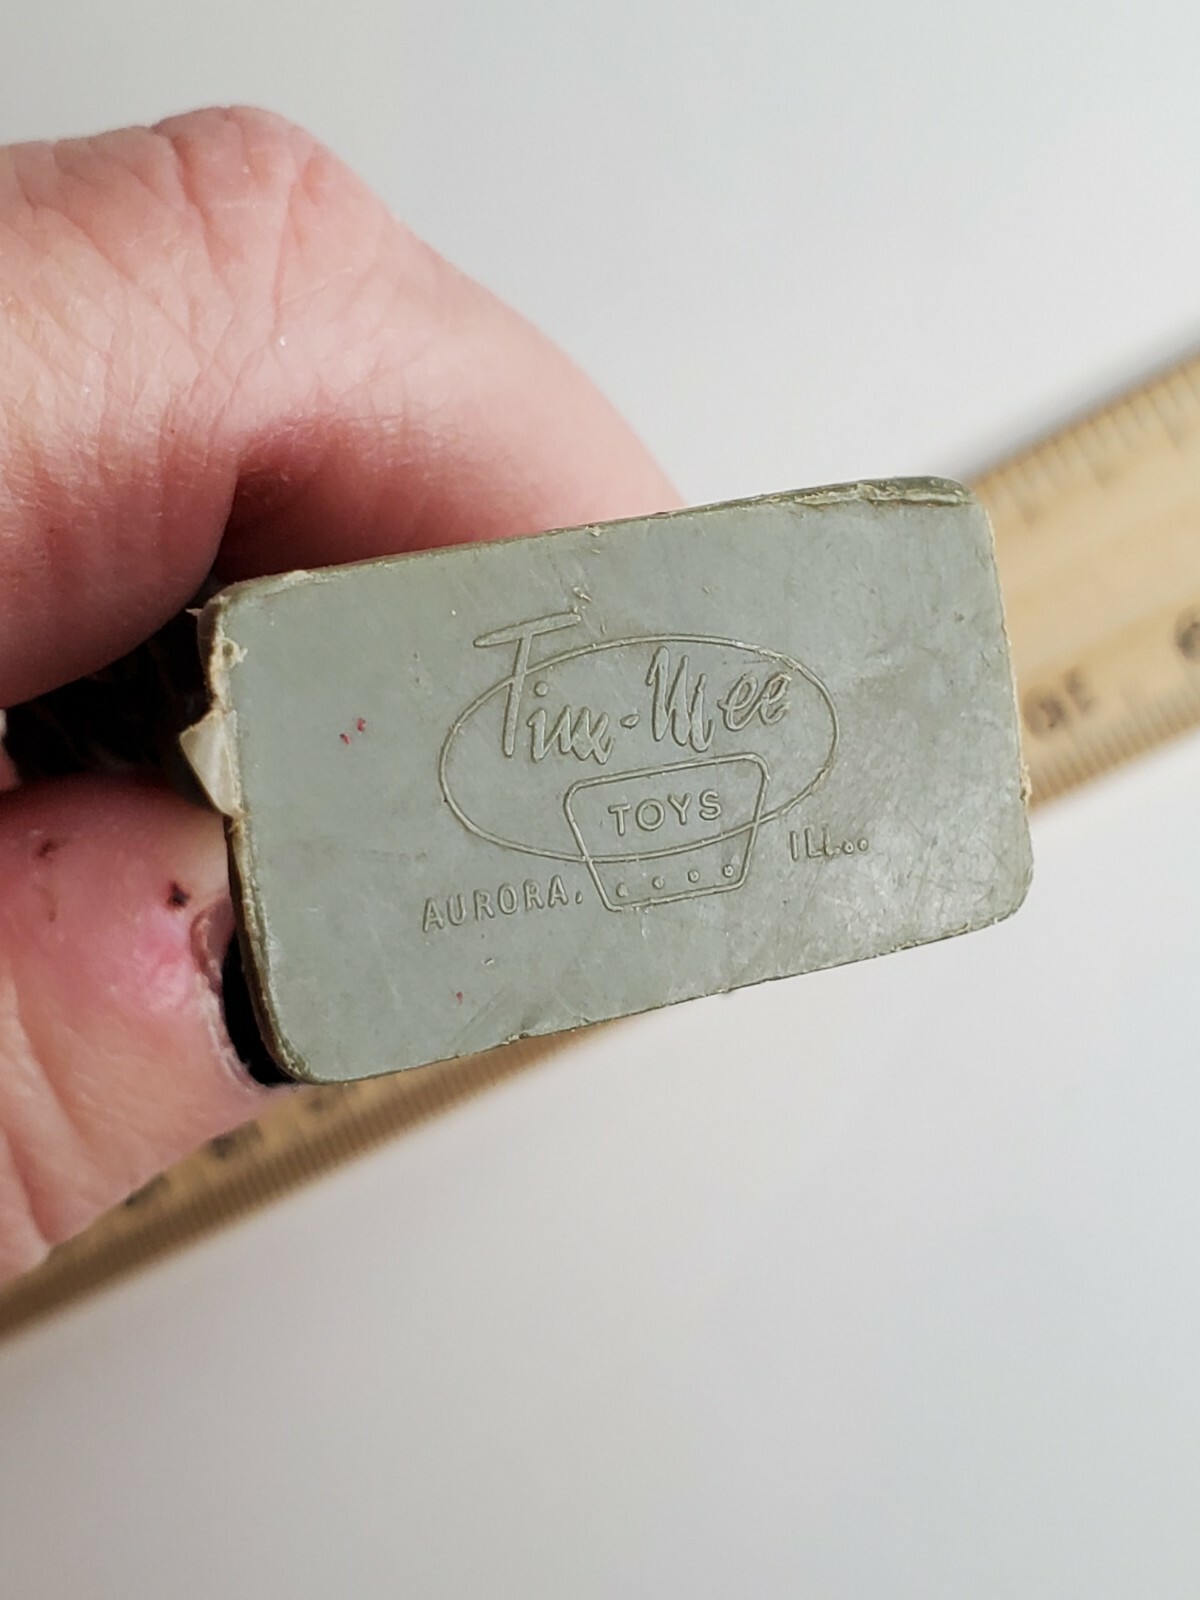 Tim-Mee
TOYS
AURORA, ILL.